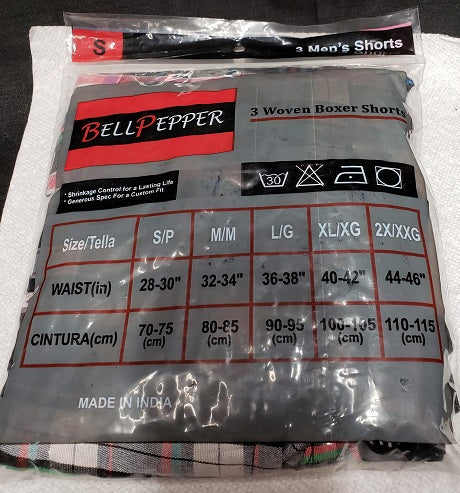 S 3 Men's Shorts
BELLPEPPER
3 Woven Boxer Shorts
* Shrinkage Control for a Lasting Life
* Generous Spec For a Custom Fit
30
Size/Tella S/P M/M L/G XL/XG 2X/XXG
WAIST(in) 28-30" 32-34" 36-38" 40-42" 44-46"
CINTURA(cm) 70-75 (cm) 80-85 (cm) 90-95 (cm) 100-105 (cm) 110-115 (cm)
MADE IN INDIA